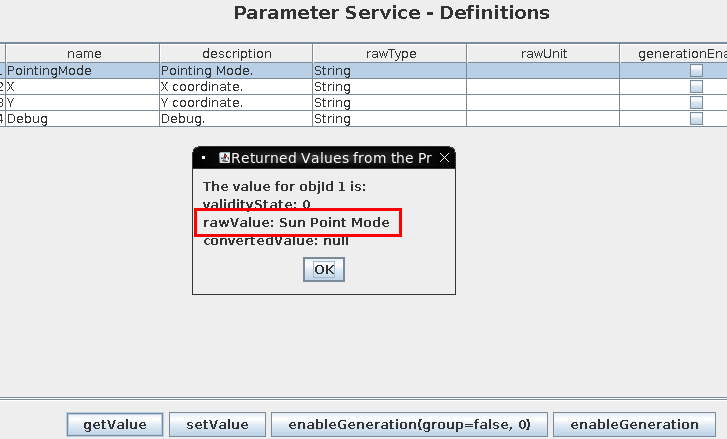 Parameter Service - Definitions
name description rawType rawUnit generationEna
1 PointingMode Pointing Mode. String
2 X X coordinate. String
3 Y Y coordinate. String
4 Debug Debug. String
Returned Values from the Pr
The value for objId 1 is:
validityState: 0
rawValue: Sun Point Mode
convertedValue: null
OK
getValue setValue enableGeneration{group=false, 0} enableGeneration